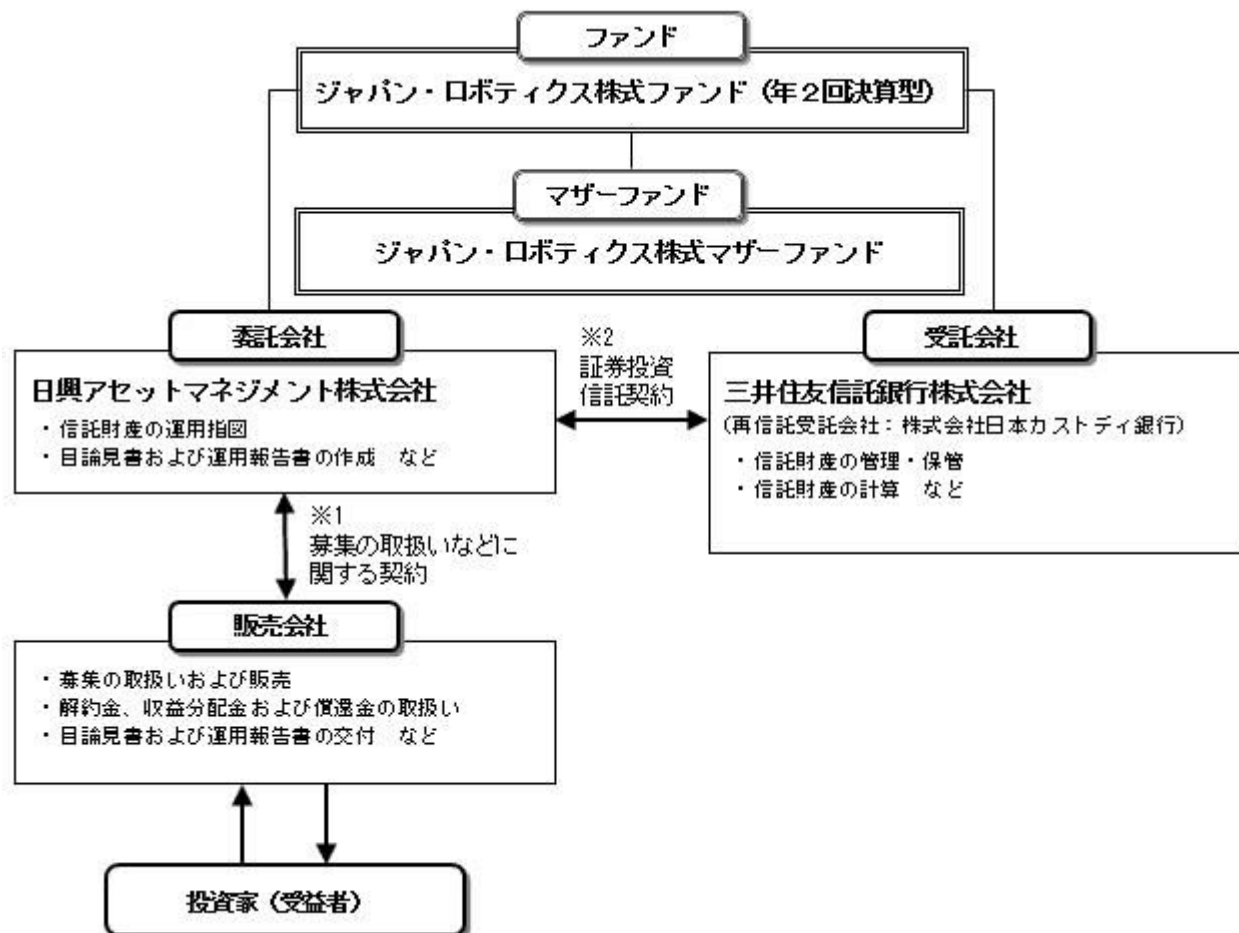 ファンド
ジャパン・ロボティクス株式ファンド（年２回決算型）
マザーファンド
ジャパン・ロボティクス株式マザーファンド
委託会社
日興アセットマネジメント株式会社
・信託財産の運用指図
・目論見書および運用報告書の作成　など
※2
証券投資
信託契約
受託会社
三井住友信託銀行株式会社
(再信託受託会社：株式会社日本カストディ銀行)
・信託財産の管理・保管
・信託財産の計算　など
※1
募集の取扱いなどに
関する契約
販売会社
・募集の取扱いおよび販売
・解約金、収益分配金および償還金の取扱い
・目論見書および運用報告書の交付　など
投資家（受益者）